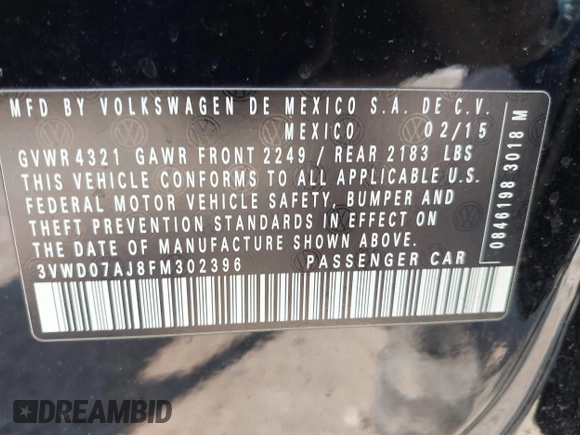 MFD BY VOLKSWAGEN DE MEXICO S.A. DE C.V.
MEXICO 02/15
GVWR 4321 GAWR FRONT 2249 / REAR 2183 LBS
THIS VEHICLE CONFORMS TO ALL APPLICABLE U.S.
FEDERAL MOTOR VEHICLE SAFETY, BUMPER AND
THEFT PREVENTION STANDARDS IN EFFECT ON
THE DATE OF MANUFACTURE SHOWN ABOVE.
3VWD07AJ8FM302396 PASSENGER CAR
0846198 3018 M
DREAMBID